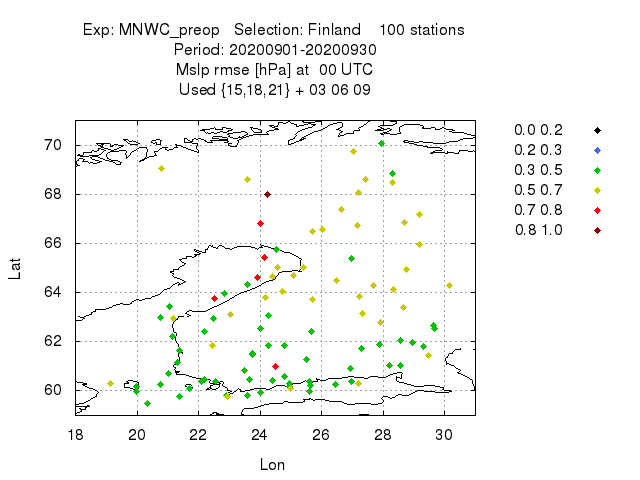 Exp: MNWC_preop   Selection: Finland    100 stations
Period: 20200901-20200930
Mslp rmse [hPa] at  00 UTC
Used {15,18,21} + 03 06 09
0.0 0.2
0.2 0.3
0.3 0.5
0.5 0.7
0.7 0.8
0.8 1.0
70
68
66
64
62
60
Lat
18 20 22 24 26 28 30
Lon